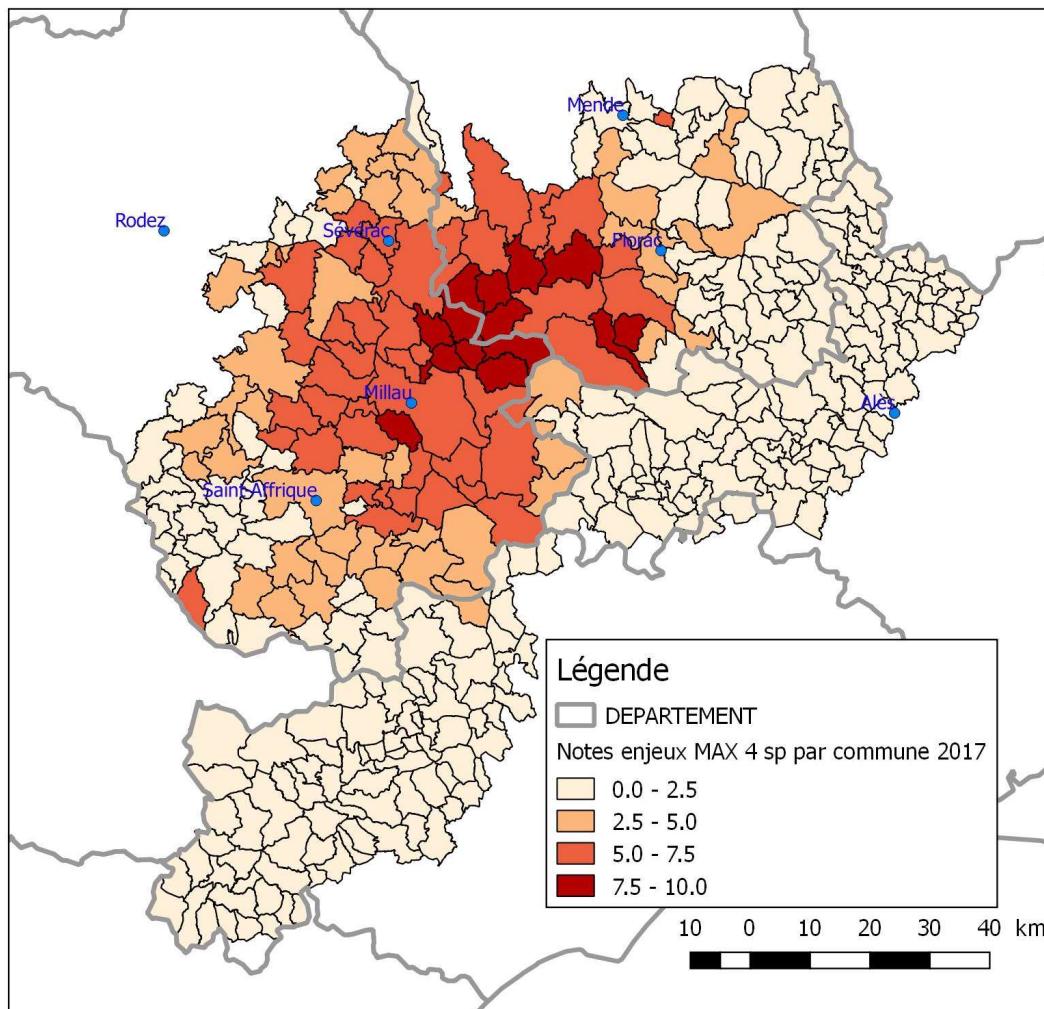 Mende
Rodez
Sévérac
Florac
Millau
Alès
Saint-Affrique
Légende
DEPARTEMENT
Notes enjeux MAX 4 sp par commune 2017
0.0 - 2.5
2.5 - 5.0
5.0 - 7.5
7.5 - 10.0
10 0 10 20 30 40 km